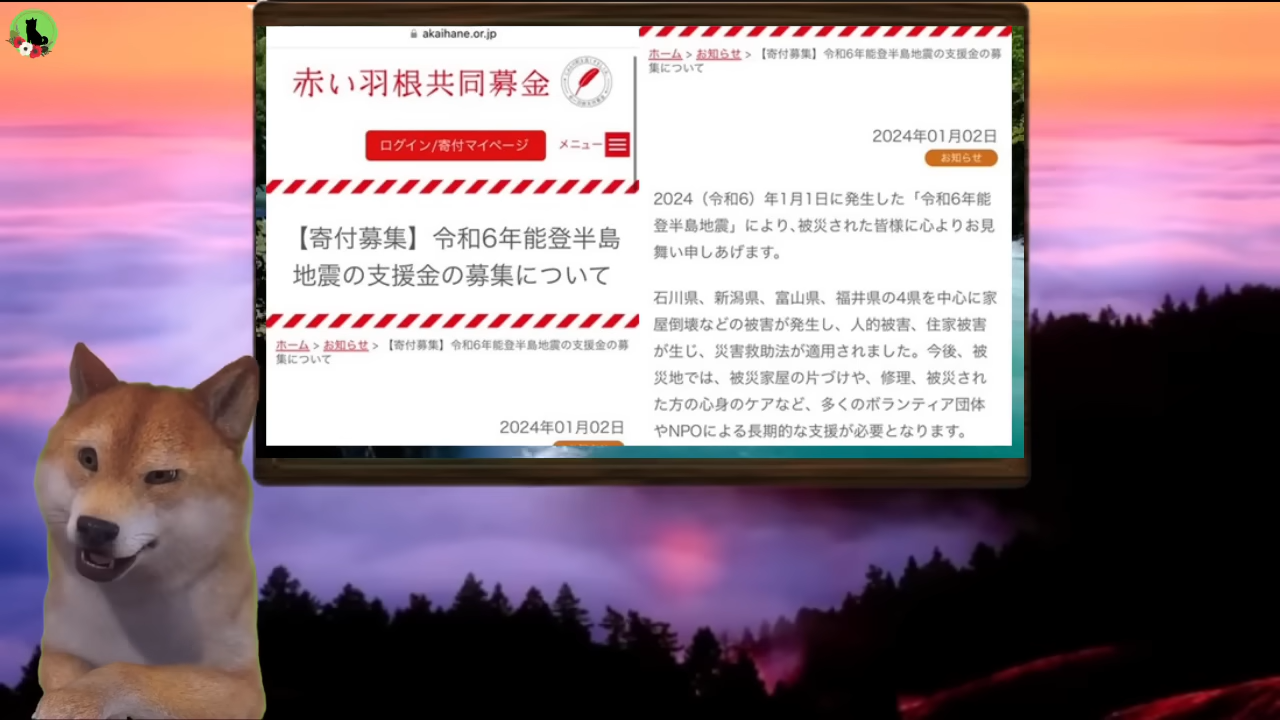 akaihane.or.jp
赤い羽根共同募金
ログイン/寄付マイページ
メニュー
【寄付募集】令和6年能登半島
地震の支援金の募集について
ホーム > お知らせ > 【寄付募集】令和6年能登半島地震の支援金の募
集について
2024年01月02日
ホーム > お知らせ > 【寄付募集】令和6年能登半島地震の支援金の募
集について
2024年01月02日
お知らせ
2024（令和6）年1月1日に発生した「令和6年能
登半島地震」により､被災された皆様に心よりお見
舞い申しあげます。
石川県、新潟県、富山県、福井県の4県を中心に家
屋倒壊などの被害が発生し、人的被害、住家被害
が生じ、災害救助法が適用されました。今後、被
災地では、被災家屋の片づけや、修理、被災され
た方の心身のケアなど、多くのボランティア団体
やNPOによる長期的な支援が必要となります。